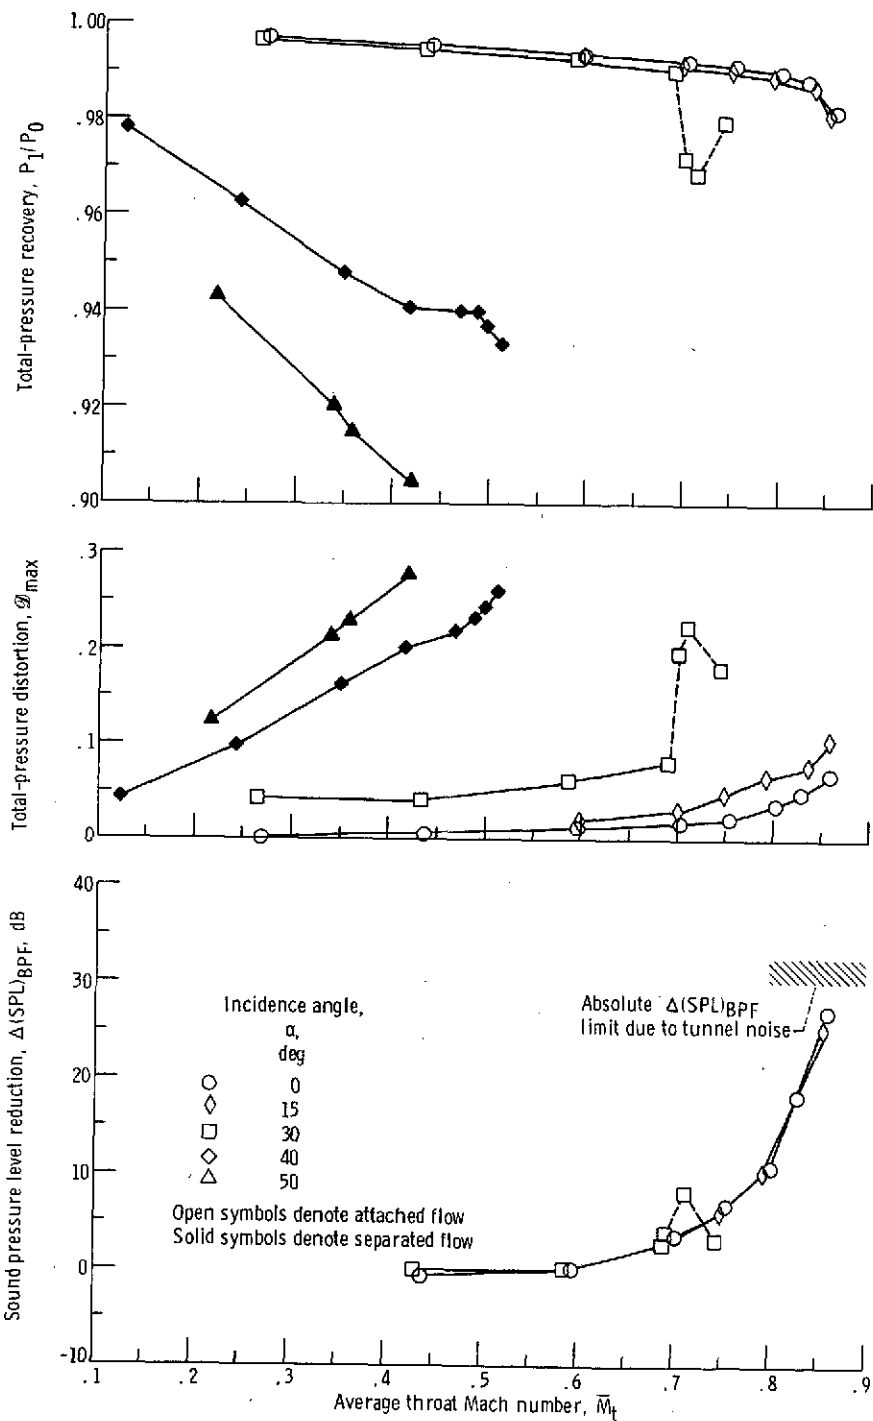 1.00
.98
.96
.94
.92
.90
Total-pressure recovery, P1/P0
.3
.2
.1
0
Total-pressure distortion, 𝒟max
40
30
20
10
0
-10
Sound pressure level reduction, Δ(SPL)BPF, dB
Incidence angle,
α,
deg
0
15
30
40
50
Open symbols denote attached flow
Solid symbols denote separated flow
Absolute Δ(SPL)BPF
limit due to tunnel noise
.1 .2 .3 .4 .5 .6 .7 .8 .9
Average throat Mach number, M̅t